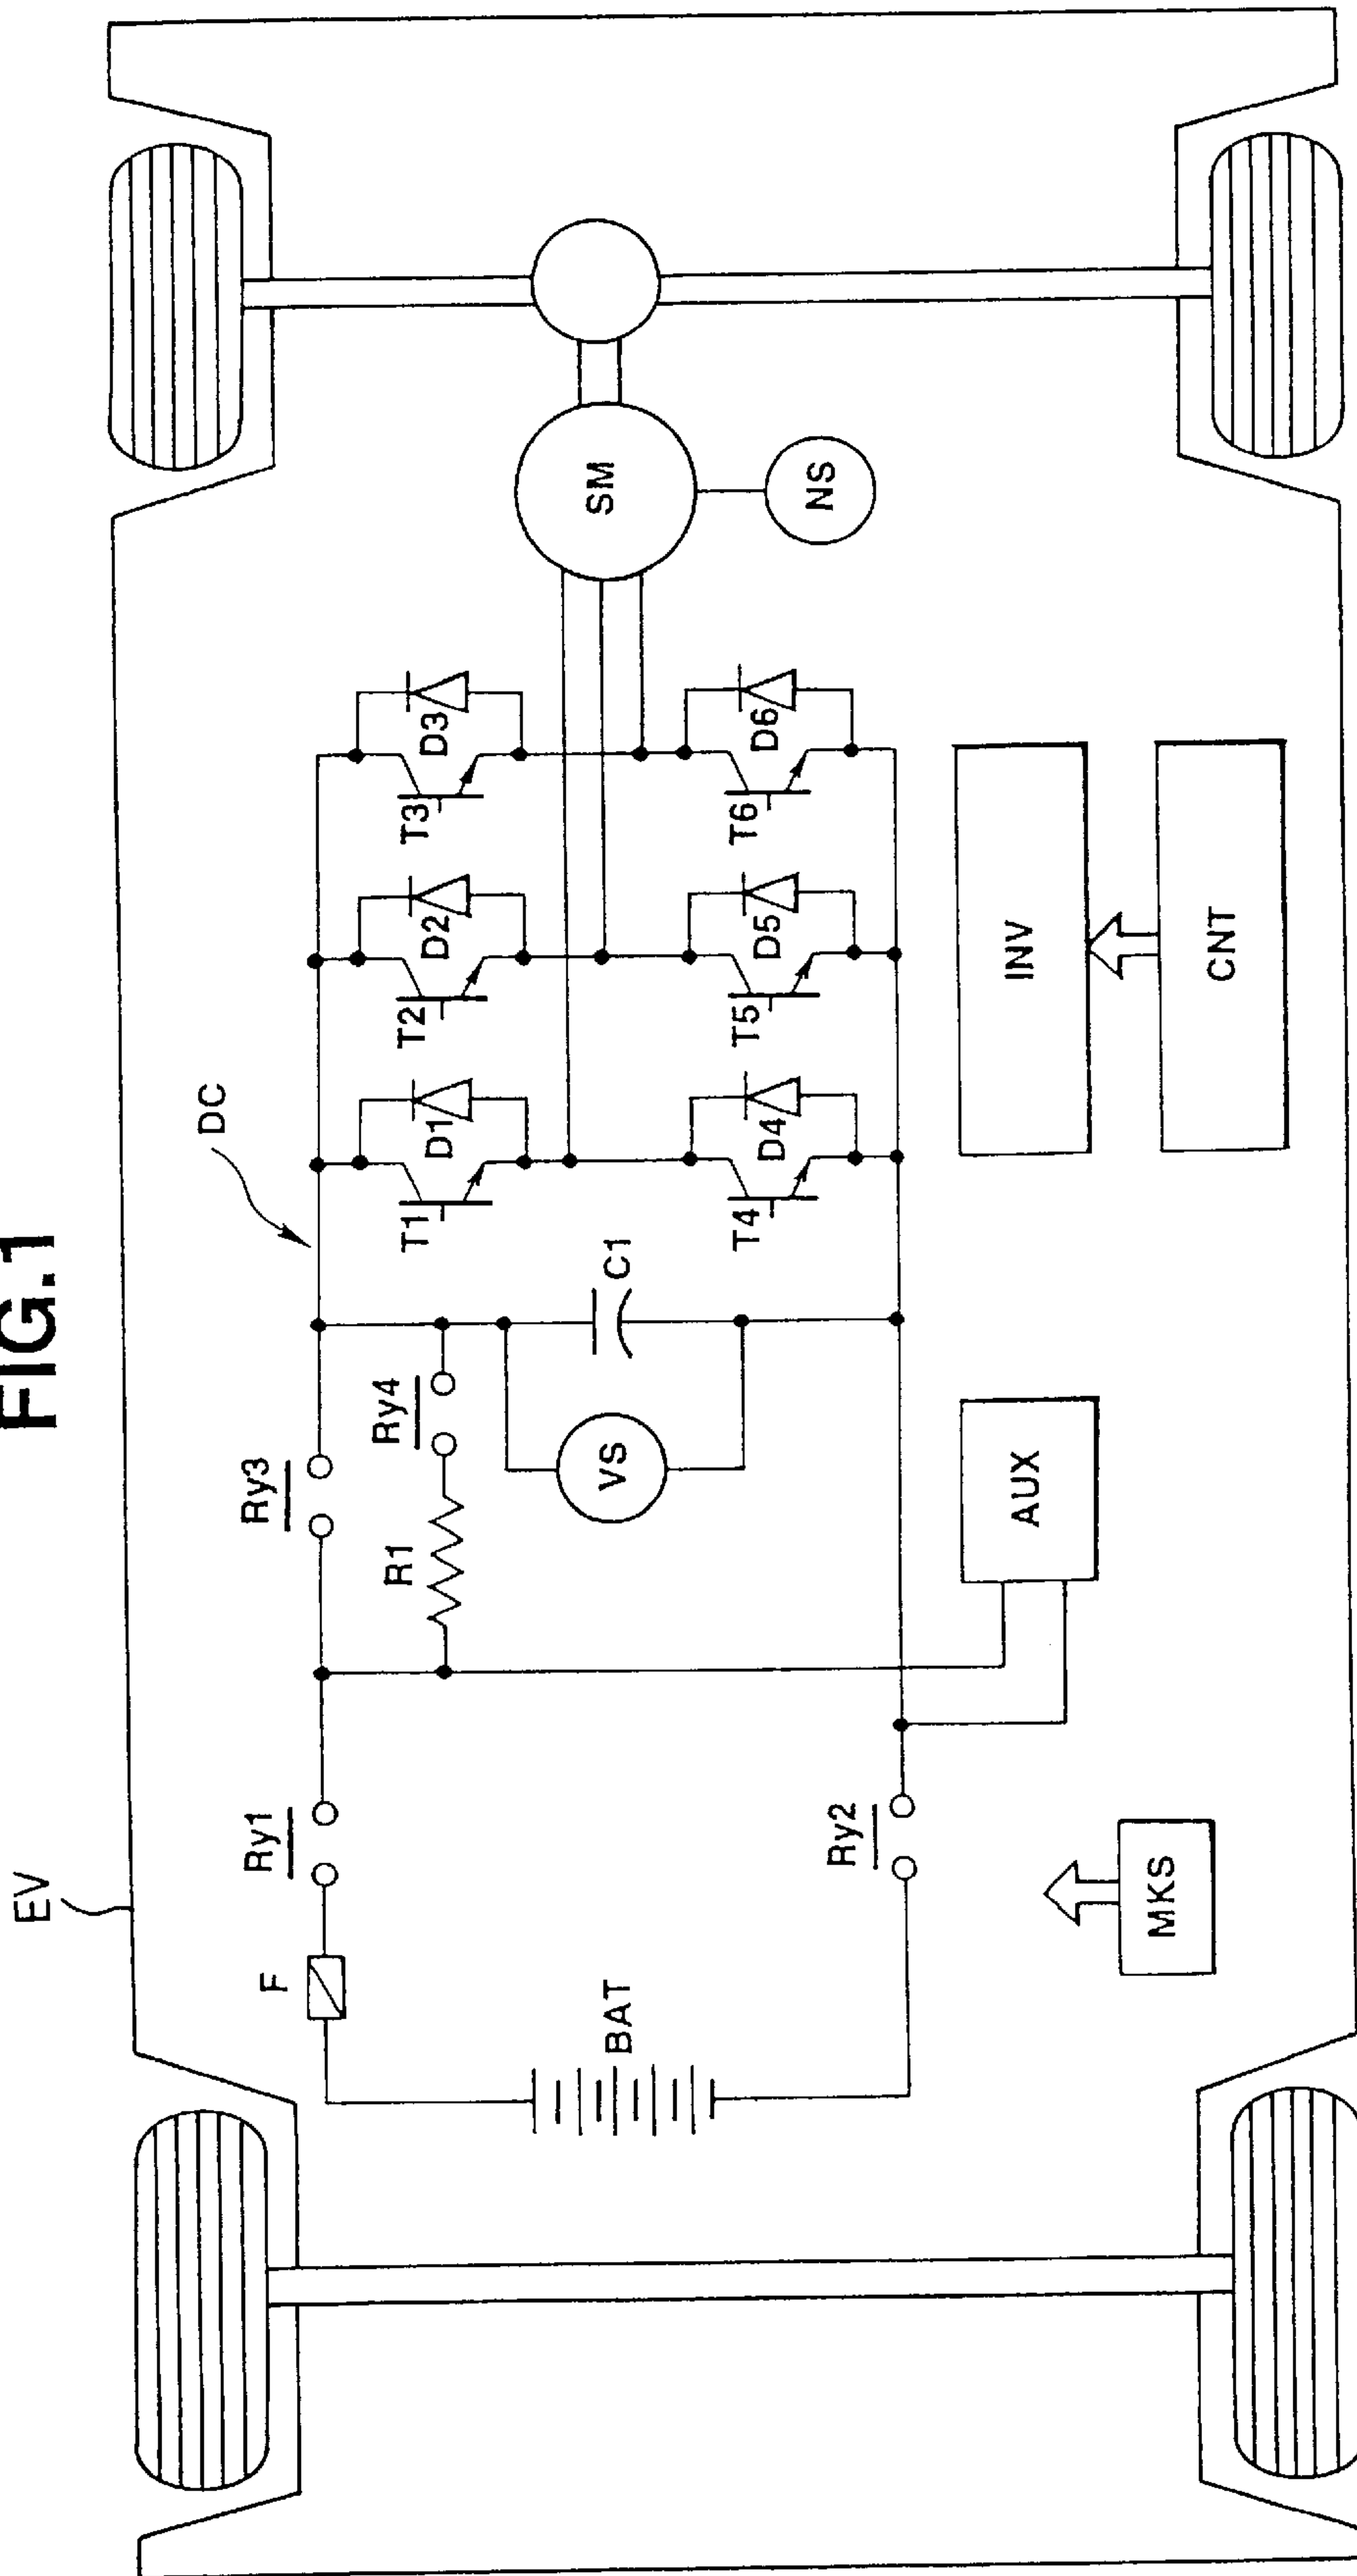 FIG.1
EV
DC
F
Ry1
Ry3
Ry4
R1
BAT
VS
C1
T1
D1
T2
D2
T3
D3
SM
NS
T4
D4
T5
D5
T6
D6
Ry2
AUX
INV
MKS
CNT